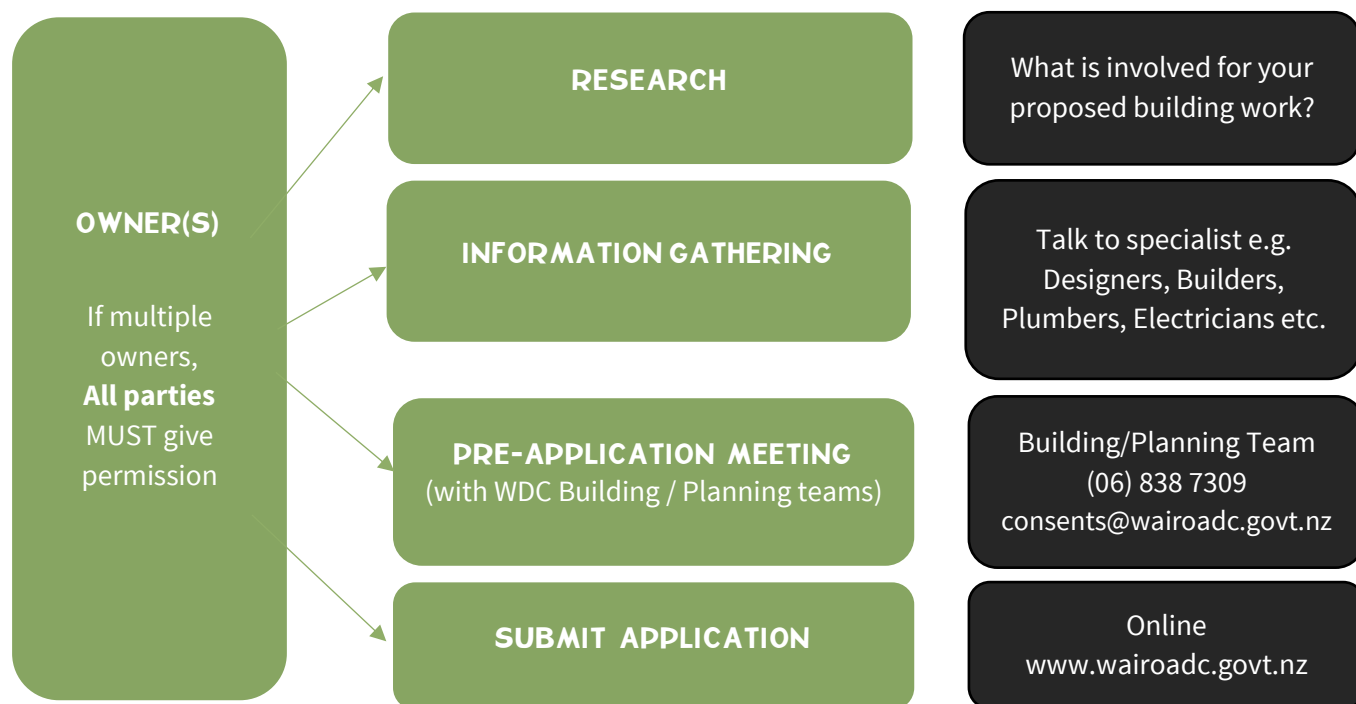 OWNER(S)
If multiple
owners,
All parties
MUST give
permission
RESEARCH
What is involved for your
proposed building work?
INFORMATION GATHERING
Talk to specialist e.g.
Designers, Builders,
Plumbers, Electricians etc.
PRE-APPLICATION MEETING
(with WDC Building / Planning teams)
Building/Planning Team
(06) 838 7309
consents@wairoadc.govt.nz
SUBMIT APPLICATION
Online
www.wairoadc.govt.nz